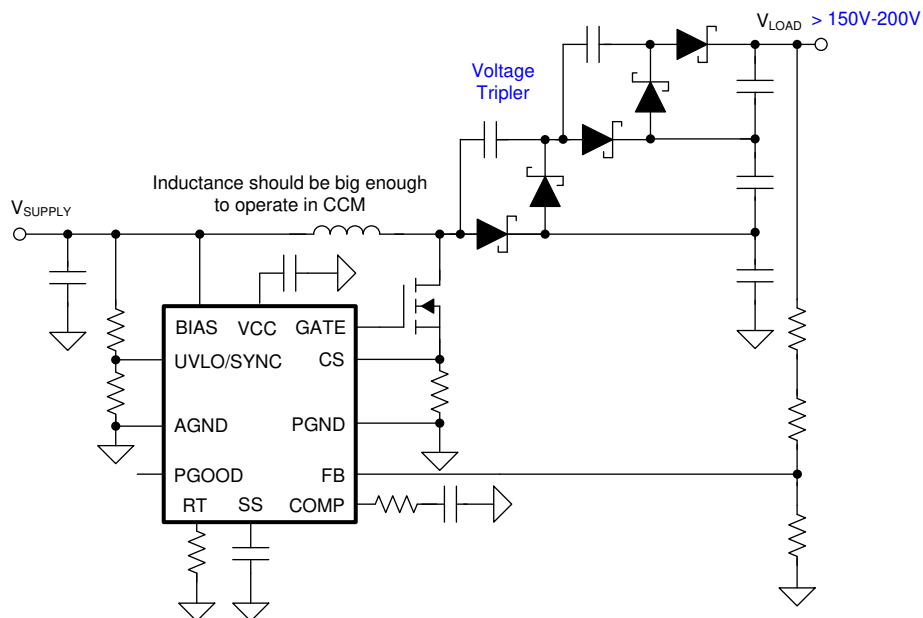 VLOAD > 150V-200V
Voltage
Tripler
Inductance should be big enough
to operate in CCM
VSUPPLY
BIAS VCC GATE
UVLO/SYNC CS
AGND PGND
PGOOD FB
RT SS COMP